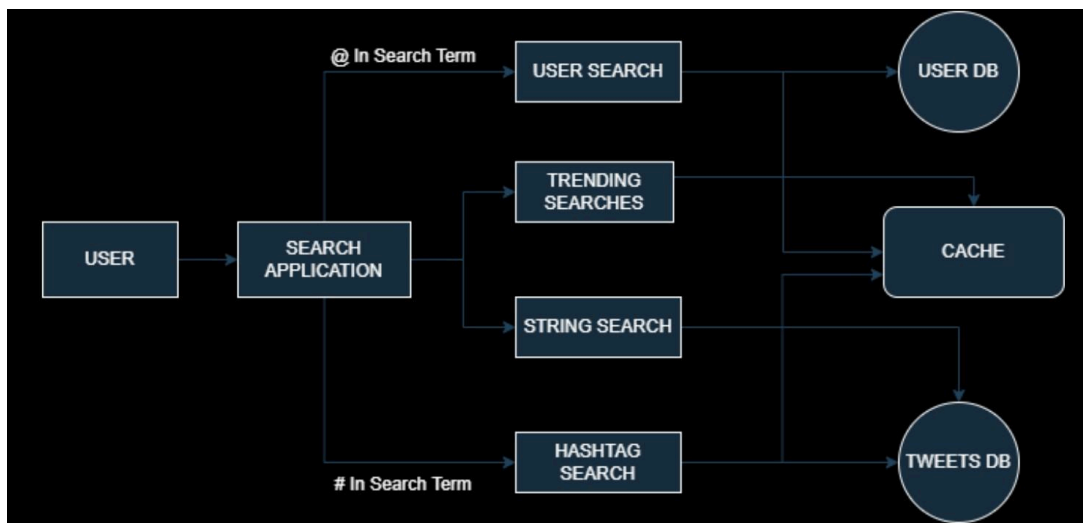 @ In Search Term
USER SEARCH
USER DB
TRENDING
SEARCHES
USER
SEARCH
APPLICATION
CACHE
STRING SEARCH
HASHTAG
SEARCH
TWEETS DB
# In Search Term